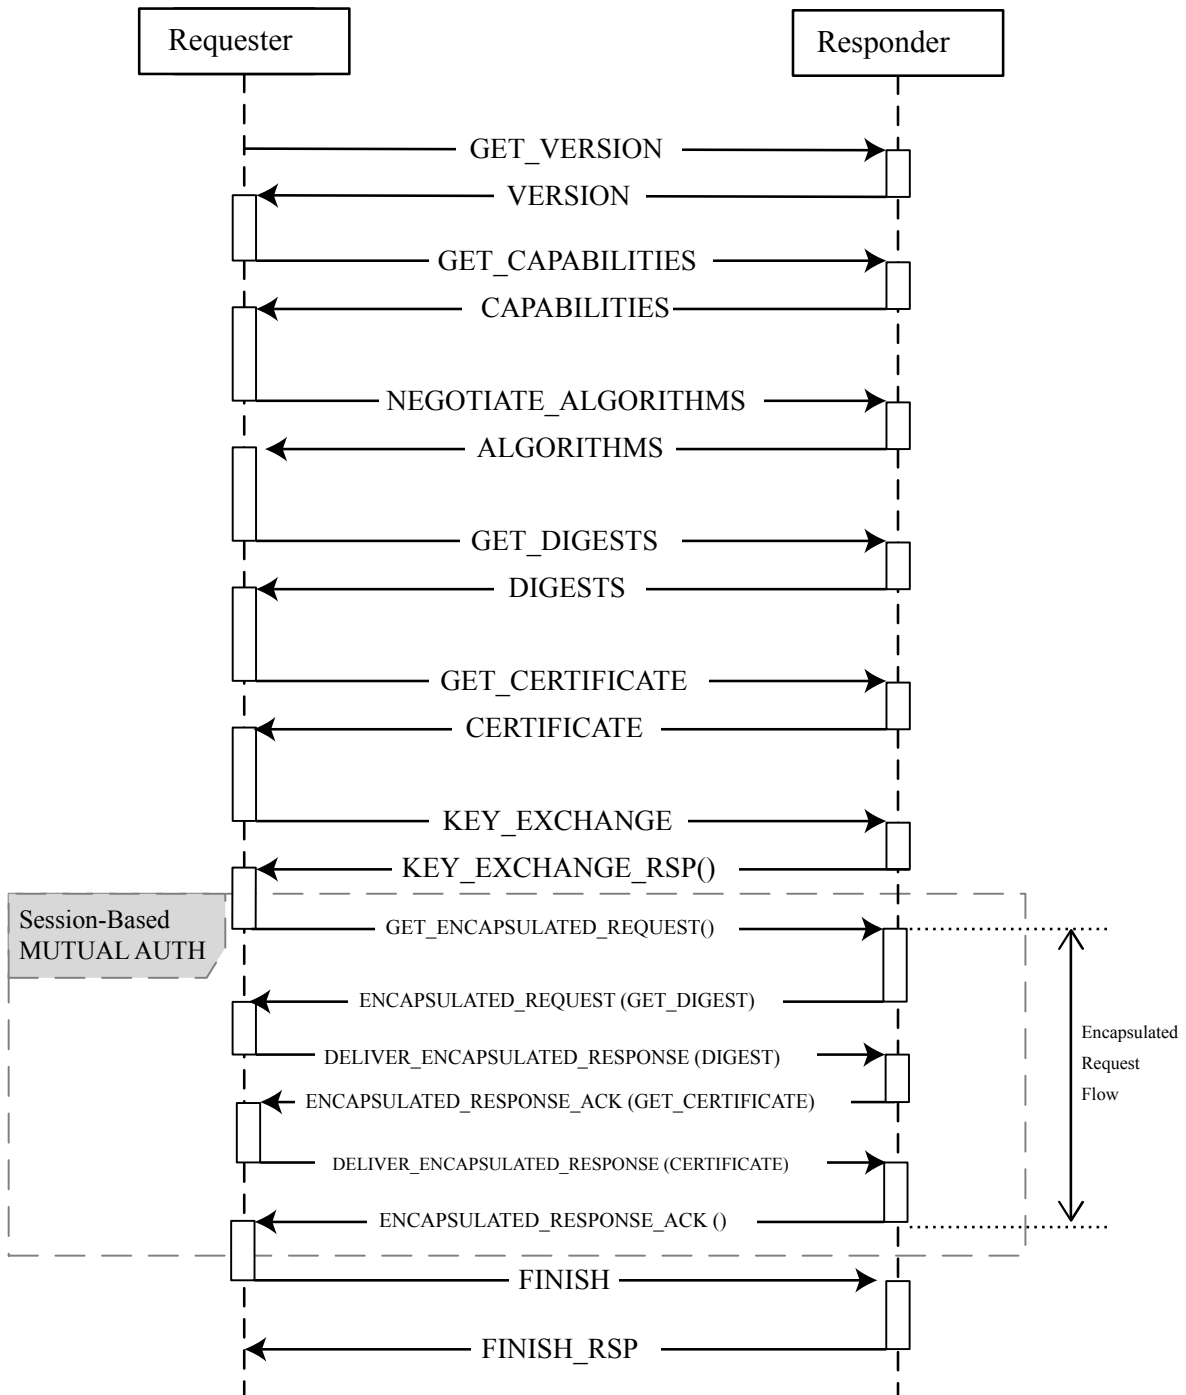 Requester
Responder
GET_VERSION
VERSION
GET_CAPABILITIES
CAPABILITIES
NEGOTIATE_ALGORITHMS
ALGORITHMS
GET_DIGESTS
DIGESTS
GET_CERTIFICATE
CERTIFICATE
KEY_EXCHANGE
KEY_EXCHANGE_RSP()
Session-Based
MUTUAL AUTH
GET_ENCAPSULATED_REQUEST()
ENCAPSULATED_REQUEST (GET_DIGEST)
DELIVER_ENCAPSULATED_RESPONSE (DIGEST)
ENCAPSULATED_RESPONSE_ACK (GET_CERTIFICATE)
DELIVER_ENCAPSULATED_RESPONSE (CERTIFICATE)
ENCAPSULATED_RESPONSE_ACK ()
Encapsulated
Request
Flow
FINISH
FINISH_RSP